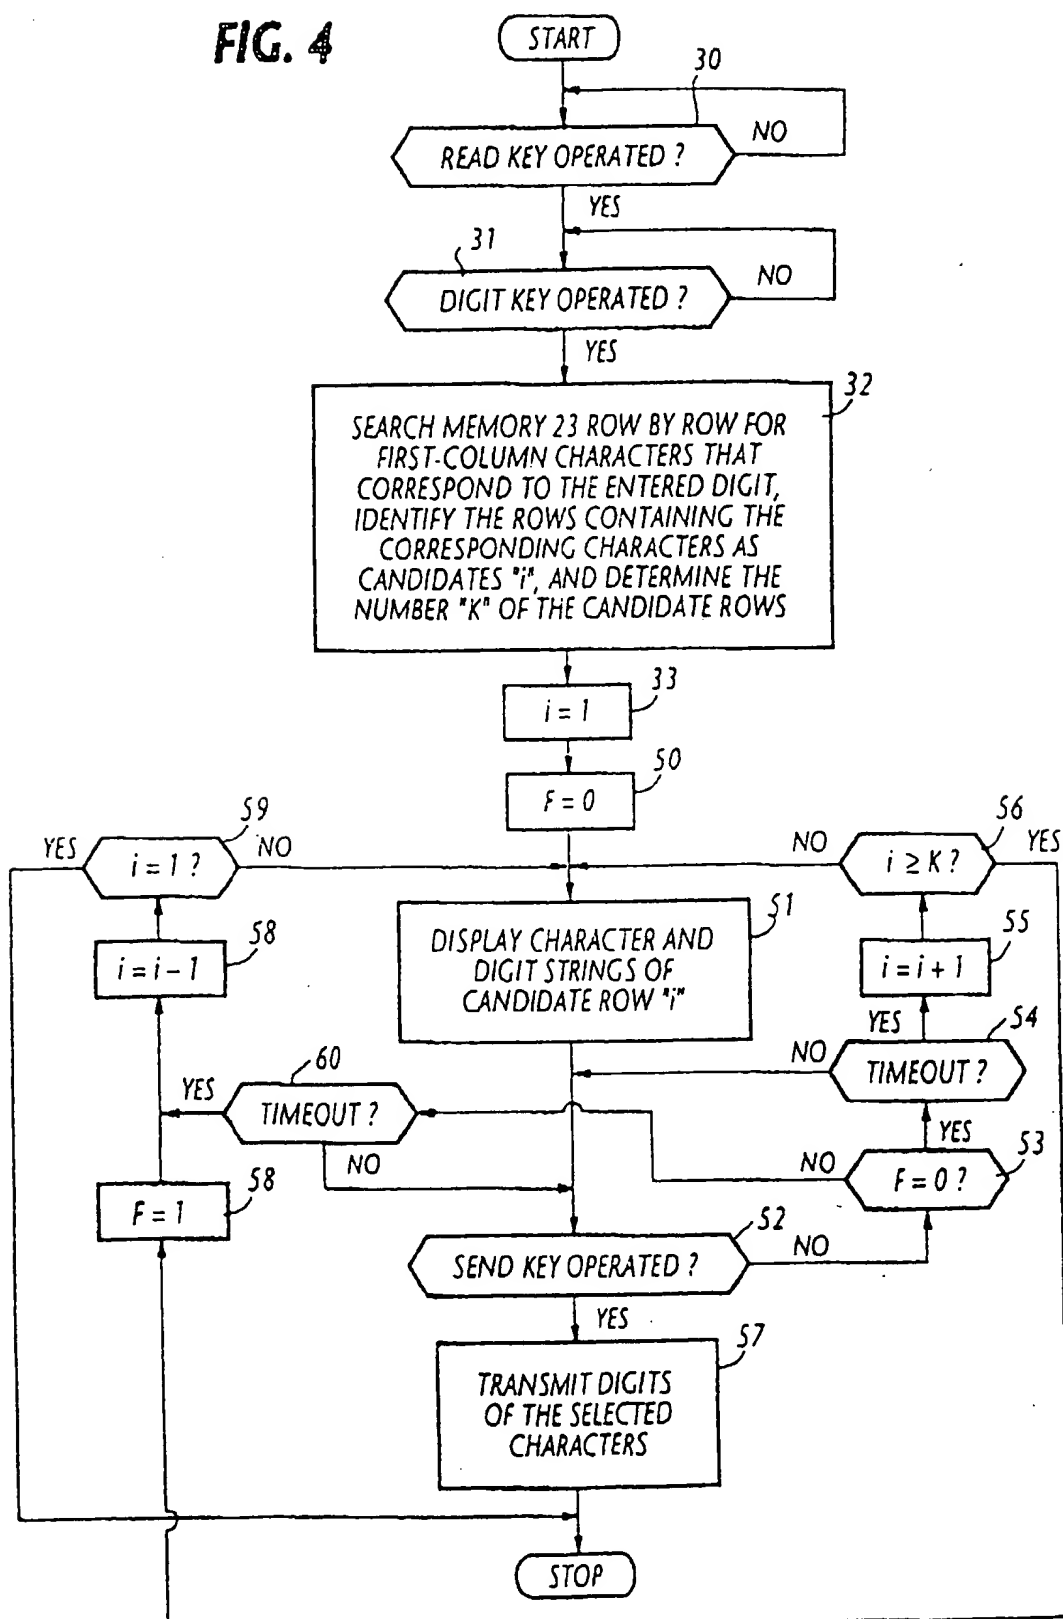 FIG. 4
START
30
READ KEY OPERATED ?
NO
YES
31
DIGIT KEY OPERATED ?
NO
YES
32
SEARCH MEMORY 23 ROW BY ROW FOR
FIRST-COLUMN CHARACTERS THAT
CORRESPOND TO THE ENTERED DIGIT,
IDENTIFY THE ROWS CONTAINING THE
CORRESPONDING CHARACTERS AS
CANDIDATES "i", AND DETERMINE THE
NUMBER "K" OF THE CANDIDATE ROWS
33
i = 1
50
F = 0
59
YES
i = 1 ?
NO
56
NO
i ≥ K ?
YES
58
i = i - 1
51
DISPLAY CHARACTER AND
DIGIT STRINGS OF
CANDIDATE ROW "i"
55
i = i + 1
YES
54
NO
TIMEOUT ?
60
YES
TIMEOUT ?
NO
YES
53
NO
F = 0 ?
58
F = 1
52
SEND KEY OPERATED ?
NO
YES
57
TRANSMIT DIGITS
OF THE SELECTED
CHARACTERS
STOP